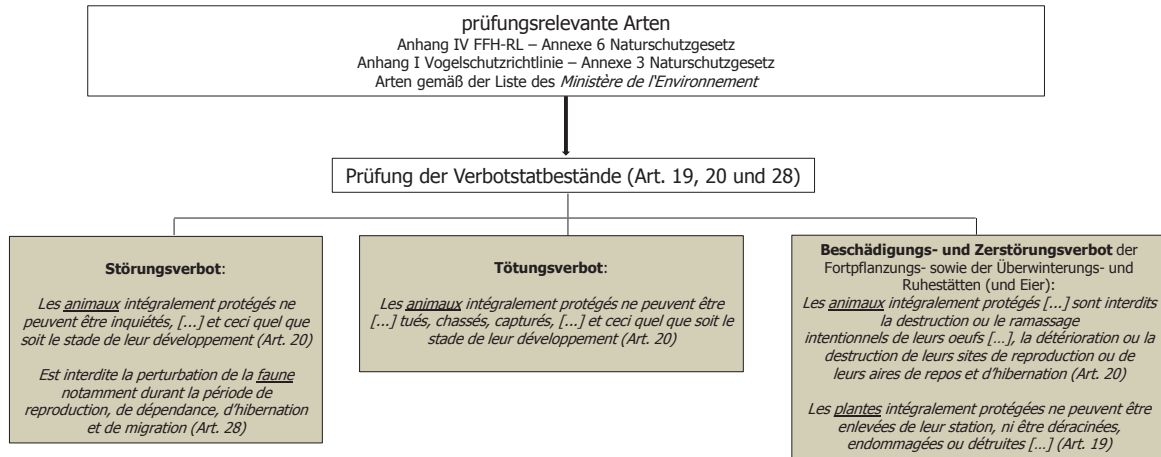 prüfungsrelevante Arten
Anhang IV FFH-RL – Annexe 6 Naturschutzgesetz
Anhang I Vogelschutzrichtlinie – Annexe 3 Naturschutzgesetz
Arten gemäß der Liste des Ministère de l'Environnement
Prüfung der Verbotstatbestände (Art. 19, 20 und 28)
Störungsverbot:
Les animaux intégralement protégés ne
peuvent être inquiétés, [...] et ceci quel que
soit le stade de leur développement (Art. 20)
Est interdite la perturbation de la faune
notamment durant la période de
reproduction, de dépendance, d'hibernation
et de migration (Art. 28)
Tötungsverbot:
Les animaux intégralement protégés ne peuvent être
[...] tués, chassés, capturés, [...] et ceci quel que soit le
stade de leur développement (Art. 20)
Beschädigungs- und Zerstörungsverbot der
Fortpflanzungs- sowie der Überwinterungs- und
Ruhestätten (und Eier):
Les animaux intégralement protégés [...] sont interdits
la destruction ou le ramassage
intentionnels de leurs oeufs [...], la détérioration ou la
destruction de leurs sites de reproduction ou de
leurs aires de repos et d'hibernation (Art. 20)
Les plantes intégralement protégées ne peuvent être
enlevées de leur station, ni être déracinées,
endommagées ou détruites [...] (Art. 19)